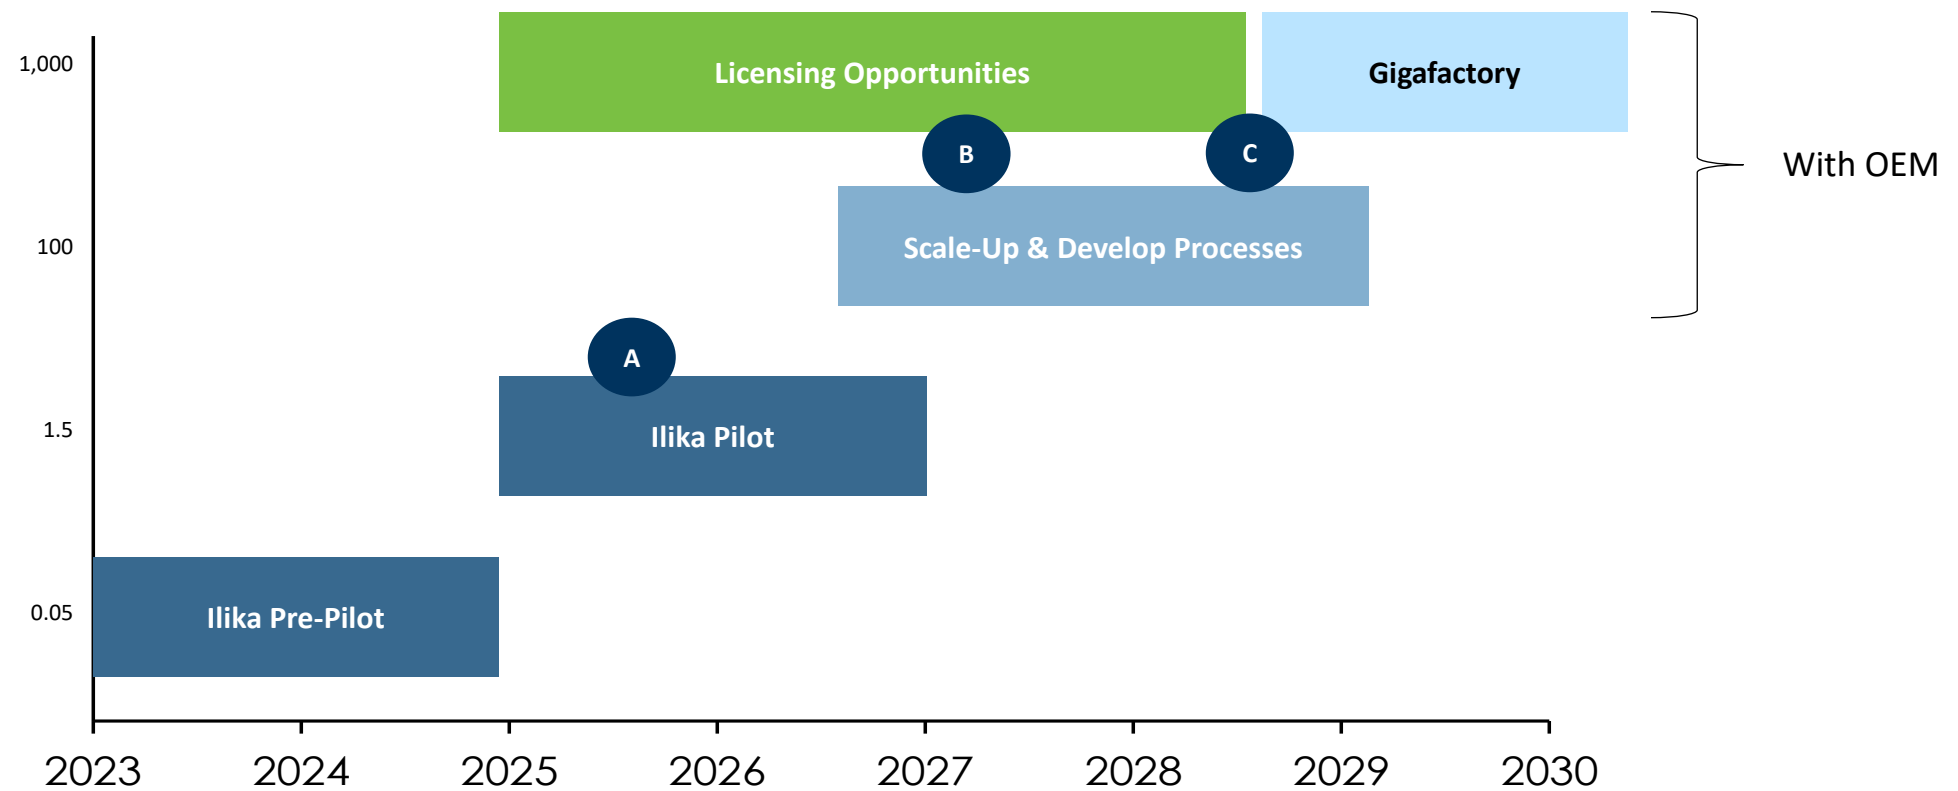 1,000
Licensing Opportunities
Gigafactory
B
C
With OEM
100
Scale-Up & Develop Processes
A
1.5
Ilika Pilot
0.05
Ilika Pre-Pilot
2023 2024 2025 2026 2027 2028 2029 2030